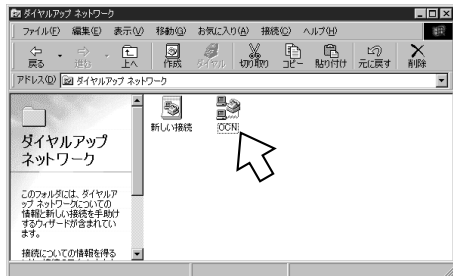 ダイヤルアップ ネットワーク
ファイル(F) 編集(E) 表示(V) 移動(G) お気に入り(A) 接続(C) ヘルプ(H)
戻る 進む 上へ 作成 ダイヤル 切り取り コピー 貼り付け 元に戻す 削除
アドレス(D) ダイヤルアップ ネットワーク
新しい接続 OCN
ダイヤルアップ
ネットワーク
このフォルダには、ダイヤルア
ップ ネットワークについての
情報と新しい接続を手助け
するウィザードが含まれてい
ます。
接続についての情報を得る